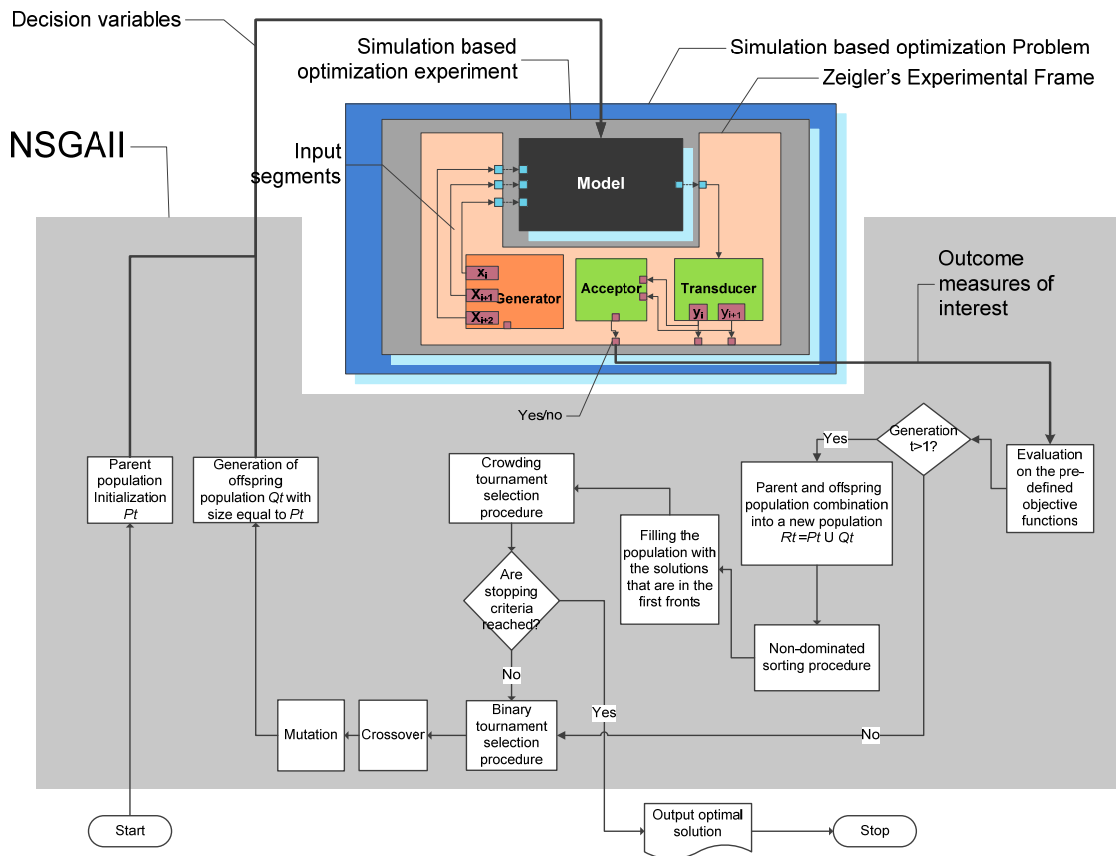 Decision variables
Simulation based
optimization experiment
Simulation based optimization Problem
Zeigler's Experimental Frame
NSGAII
Input
segments
Model
xi
Xi+1
Xi+2
Generator
Acceptor
Transducer
yi
yi+1
Outcome
measures of
interest
Yes/no
Parent
population
Initialization
Pt
Generation of
offspring
population Qt with
size equal to Pt
Crowding
tournament
selection
procedure
Are
stopping
criteria
reached?
No
Yes
Filling the
population with
the solutions
that are in the
first fronts
Yes
Generation
t>1?
Parent and offspring
population combination
into a new population
Rt =Pt U Qt
Evaluation on
the pre-
defined
objective
functions
Non-dominated
sorting procedure
No
Binary
tournament
selection
procedure
Crossover
Mutation
Start
Output optimal
solution
Stop